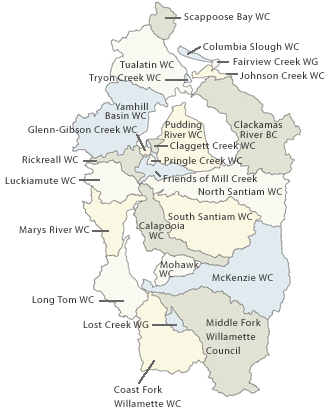 Scappoose Bay WC
Columbia Slough WC
Tualatin WC
Fairview Creek WG
Tryon Creek WC
Johnson Creek WC
Yamhill
Basin WC
Pudding
River WC
Clackamas
River BC
Glenn-Gibson Creek WC
Claggett Creek WC
Rickreall WC
Pringle Creek WC
Luckiamute WC
Friends of Mill Creek
North Santiam WC
South Santiam WC
Marys River WC
Calapooia
WC
Mohawk
WC
McKenzie WC
Long Tom WC
Lost Creek WG
Middle Fork
Willamette
Council
Coast Fork
Willamette WC